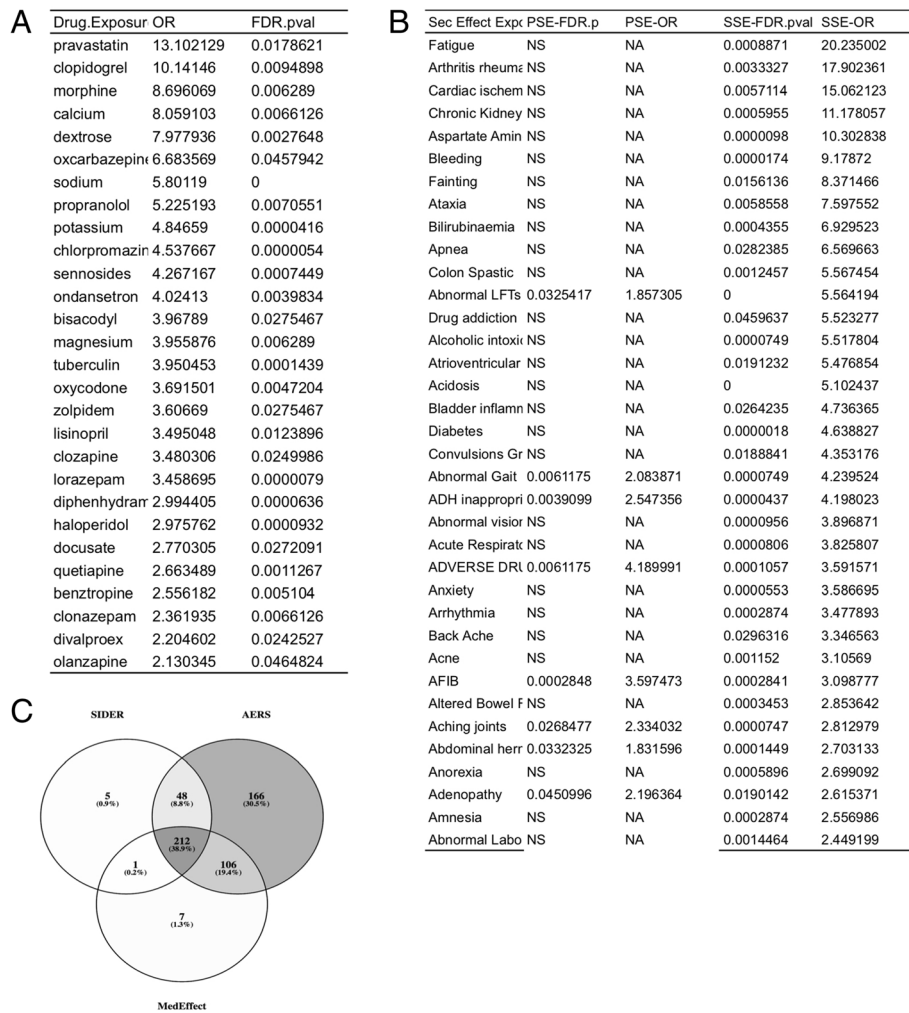 A
Drug.Exposur OR FDR.pval
pravastatin 13.102129 0.0178621
clopidogrel 10.14146 0.0094898
morphine 8.696069 0.006289
calcium 8.059103 0.0066126
dextrose 7.977936 0.0027648
oxcarbazepine 6.683569 0.0457942
sodium 5.80119 0
propranolol 5.225193 0.0070551
potassium 4.84659 0.0000416
chlorpromazin 4.537667 0.0000054
sennosides 4.267167 0.0007449
ondansetron 4.02413 0.0039834
bisacodyl 3.96789 0.0275467
magnesium 3.955876 0.006289
tuberculin 3.950453 0.0001439
oxycodone 3.691501 0.0047204
zolpidem 3.60669 0.0275467
lisinopril 3.495048 0.0123896
clozapine 3.480306 0.0249986
lorazepam 3.458695 0.0000079
diphenhydram 2.994405 0.0000636
haloperidol 2.975762 0.0000932
docusate 2.770305 0.0272091
quetiapine 2.663489 0.0011267
benztropine 2.556182 0.005104
clonazepam 2.361935 0.0066126
divalproex 2.204602 0.0242527
olanzapine 2.130345 0.0464824
B
Sec Effect Expo PSE-FDR.p PSE-OR SSE-FDR.pval SSE-OR
Fatigue NS NA 0.0008871 20.235002
Arthritis rheuma NS NA 0.0033327 17.902361
Cardiac ischem NS NA 0.0057114 15.062123
Chronic Kidney NS NA 0.0005955 11.178057
Aspartate Amin NS NA 0.0000098 10.302838
Bleeding NS NA 0.0000174 9.17872
Fainting NS NA 0.0156136 8.371466
Ataxia NS NA 0.0058558 7.597552
Bilirubinaemia NS NA 0.0004355 6.929523
Apnea NS NA 0.0282385 6.569663
Colon Spastic NS NA 0.0012457 5.567454
Abnormal LFTs 0.0325417 1.857305 0 5.564194
Drug addiction NS NA 0.0459637 5.523277
Alcoholic intoxi NS NA 0.0000749 5.517804
Atrioventricular NS NA 0.0191232 5.476854
Acidosis NS NA 0 5.102437
Bladder inflamm NS NA 0.0264235 4.736365
Diabetes NS NA 0.0000018 4.638827
Convulsions Gr NS NA 0.0188841 4.353176
Abnormal Gait 0.0061175 2.083871 0.0000749 4.239524
ADH inappropri 0.0039099 2.547356 0.0000437 4.198023
Abnormal vision NS NA 0.0000956 3.896871
Acute Respirato NS NA 0.0000806 3.825807
ADVERSE DRU 0.0061175 4.189991 0.0001057 3.591571
Anxiety NS NA 0.0000553 3.586695
Arrhythmia NS NA 0.0002874 3.477893
Back Ache NS NA 0.0296316 3.346563
Acne NS NA 0.001152 3.10569
AFIB 0.0002848 3.597473 0.0002841 3.098777
Altered Bowel F NS NA 0.0003453 2.853642
Aching joints 0.0268477 2.334032 0.0000747 2.812979
Abdominal herr 0.0332325 1.831596 0.0001449 2.703133
Anorexia NS NA 0.0005896 2.699092
Adenopathy 0.0450996 2.196364 0.0190142 2.615371
Amnesia NS NA 0.0002874 2.556986
Abnormal Labo NS NA 0.0014464 2.449199
C
SIDER AERS
5 48 166
(0.9%) (8.8%) (30.5%)
212
(38.9%)
1 106
(0.2%) (19.4%)
7
(1.3%)
MedEffect